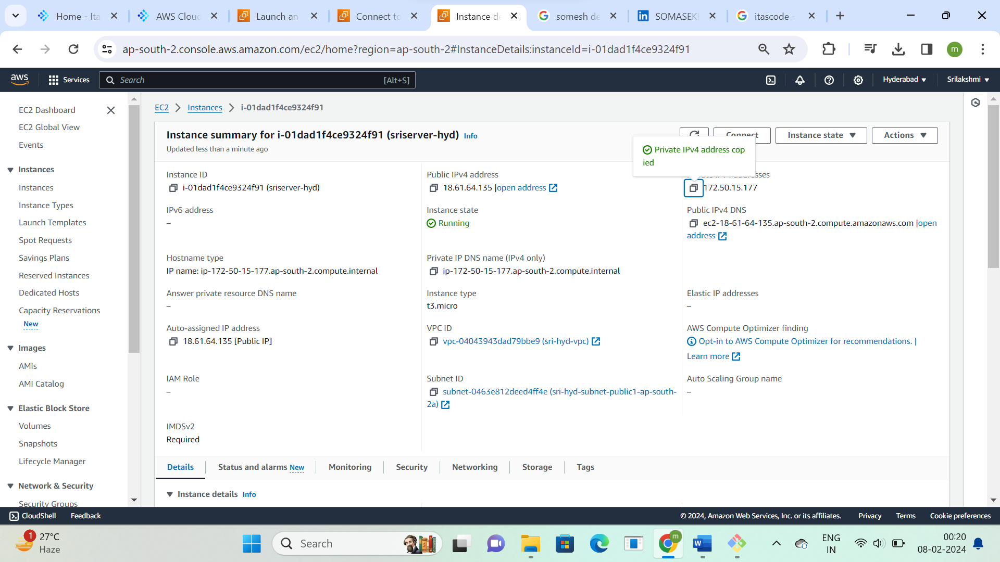 Home - Ita
AWS Clou
Launch an
Connect to
Instance de
somesh de
SOMASEK
itascode -
ap-south-2.console.aws.amazon.com/ec2/home?region=ap-south-2#InstanceDetails:instanceId=i-01dad1f4ce9324f91
m
aws
Services
Search
[Alt+S]
Hyderabad
Srilakshmi
EC2 Dashboard
EC2 Global View
Events
Instances
Instances
Instance Types
Launch Templates
Spot Requests
Savings Plans
Reserved Instances
Dedicated Hosts
Capacity Reservations
New
Images
AMIs
AMI Catalog
Elastic Block Store
Volumes
Snapshots
Lifecycle Manager
Network & Security
Security Groups
EC2
Instances
i-01dad1f4ce9324f91
Instance summary for i-01dad1f4ce9324f91 (sriserver-hyd) Info
Updated less than a minute ago
Connect
Instance state
Actions
Private IPv4 address cop
ied
Instance ID
i-01dad1f4ce9324f91 (sriserver-hyd)
Public IPv4 address
18.61.64.135 |open address
172.50.15.177
IPv6 address
–
Instance state
Running
Public IPv4 DNS
ec2-18-61-64-135.ap-south-2.compute.amazonaws.com |open
address
Hostname type
IP name: ip-172-50-15-177.ap-south-2.compute.internal
Private IP DNS name (IPv4 only)
ip-172-50-15-177.ap-south-2.compute.internal
Answer private resource DNS name
–
Instance type
t3.micro
Elastic IP addresses
–
Auto-assigned IP address
18.61.64.135 [Public IP]
VPC ID
vpc-04043943dad79bbe9 (sri-hyd-vpc)
AWS Compute Optimizer finding
Opt-in to AWS Compute Optimizer for recommendations. |
Learn more
IAM Role
–
Subnet ID
subnet-0463e812deed4ff4e (sri-hyd-subnet-public1-ap-south-
2a)
Auto Scaling Group name
–
IMDSv2
Required
Details
Status and alarms New
Monitoring
Security
Networking
Storage
Tags
Instance details Info
CloudShell
Feedback
© 2024, Amazon Web Services, Inc. or its affiliates.
Privacy
Terms
Cookie preferences
1
27°C
Haze
Search
m
ENG
IN
00:20
08-02-2024